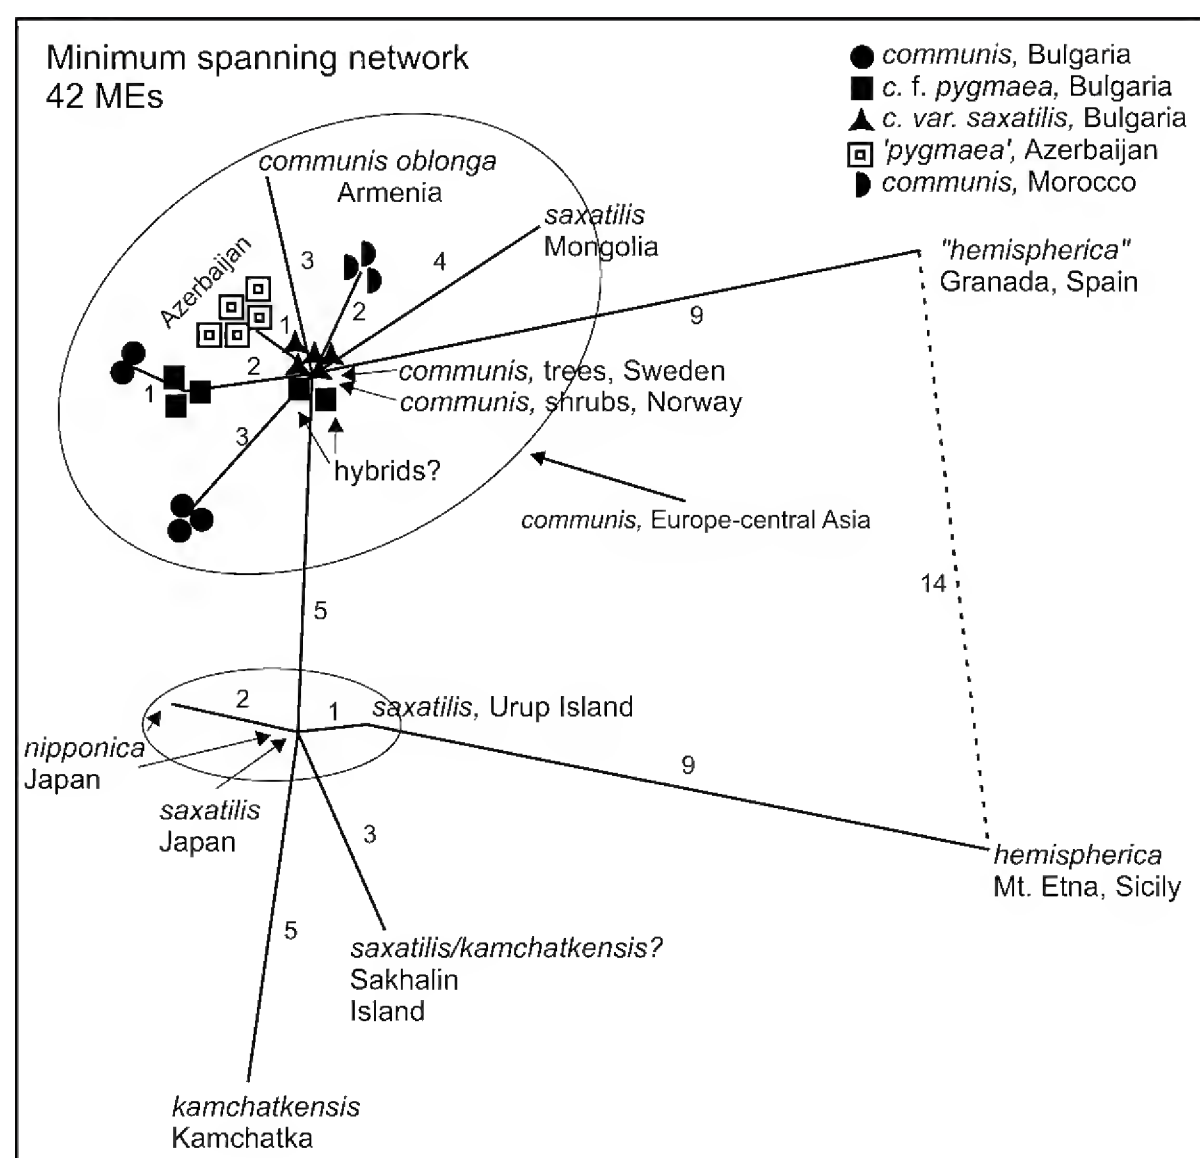 Minimum spanning network
42 MEs
communis, Bulgaria
c. f. pygmaea, Bulgaria
c. var. saxatilis, Bulgaria
'pygmaea', Azerbaijan
communis, Morocco
communis oblonga
Armenia
saxatilis
Mongolia
"hemispherica"
Granada, Spain
Azerbaijan
3
4
2
1
9
2
1
3
communis, trees, Sweden
communis, shrubs, Norway
hybrids?
communis, Europe-central Asia
14
5
2
1
saxatilis, Urup Island
nipponica
Japan
saxatilis
Japan
9
3
hemispherica
Mt. Etna, Sicily
5
saxatilis/kamchatkensis?
Sakhalin
Island
kamchatkensis
Kamchatka